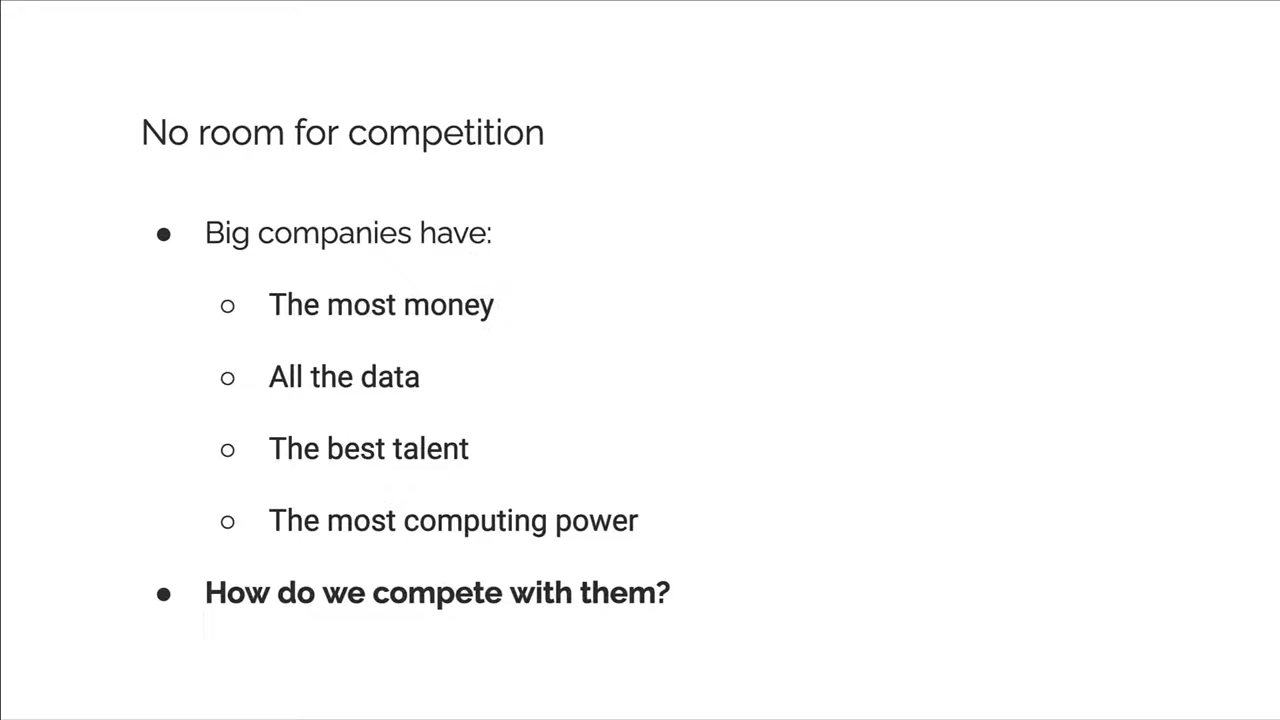 No room for competition
● Big companies have:
○ The most money
○ All the data
○ The best talent
○ The most computing power
● How do we compete with them?